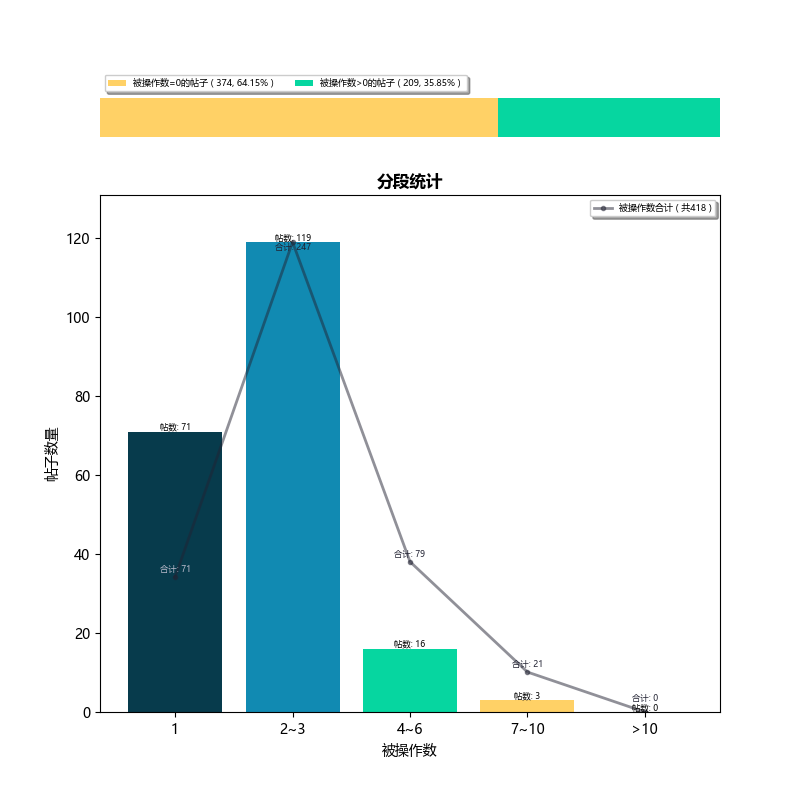 被操作数=0的帖子 ( 374, 64.15% )
被操作数>0的帖子 ( 209, 35.85% )
分段统计
被操作数合计 ( 共418 )
帖子数量
120
100
80
60
40
20
0
帖数: 71
合计: 71
帖数: 119
合计: 247
合计: 79
帖数: 16
合计: 21
帖数: 3
合计: 0
帖数: 0
1
2~3
4~6
7~10
>10
被操作数